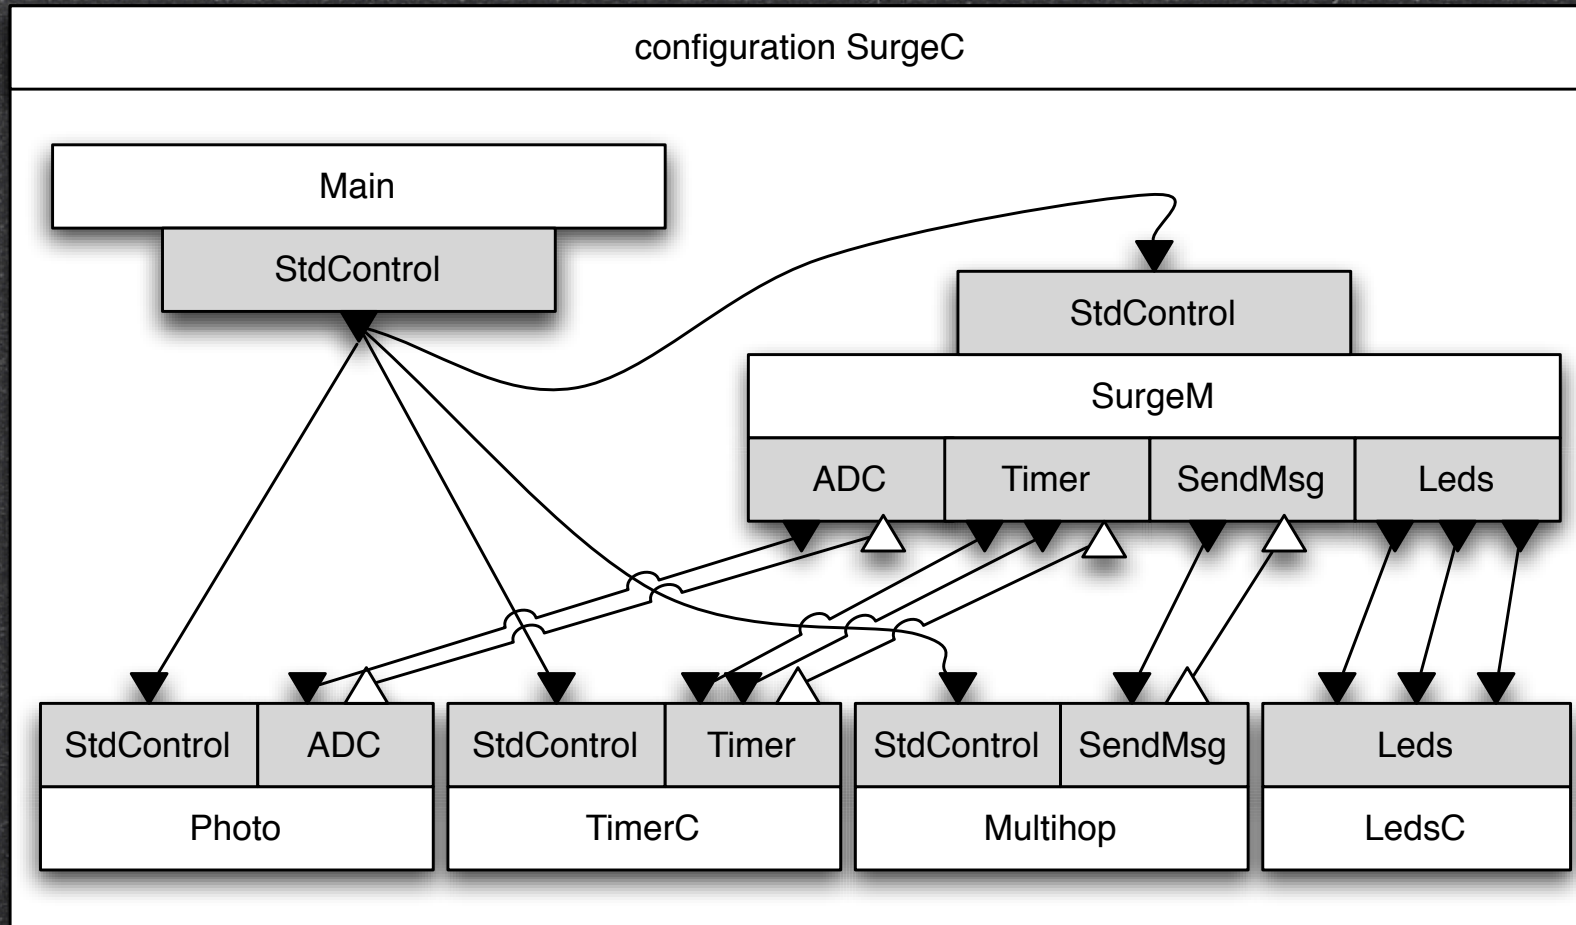 configuration SurgeC
Main
StdControl
StdControl
SurgeM
ADC
Timer
SendMsg
Leds
StdControl
ADC
StdControl
Timer
StdControl
SendMsg
Leds
Photo
TimerC
Multihop
LedsC